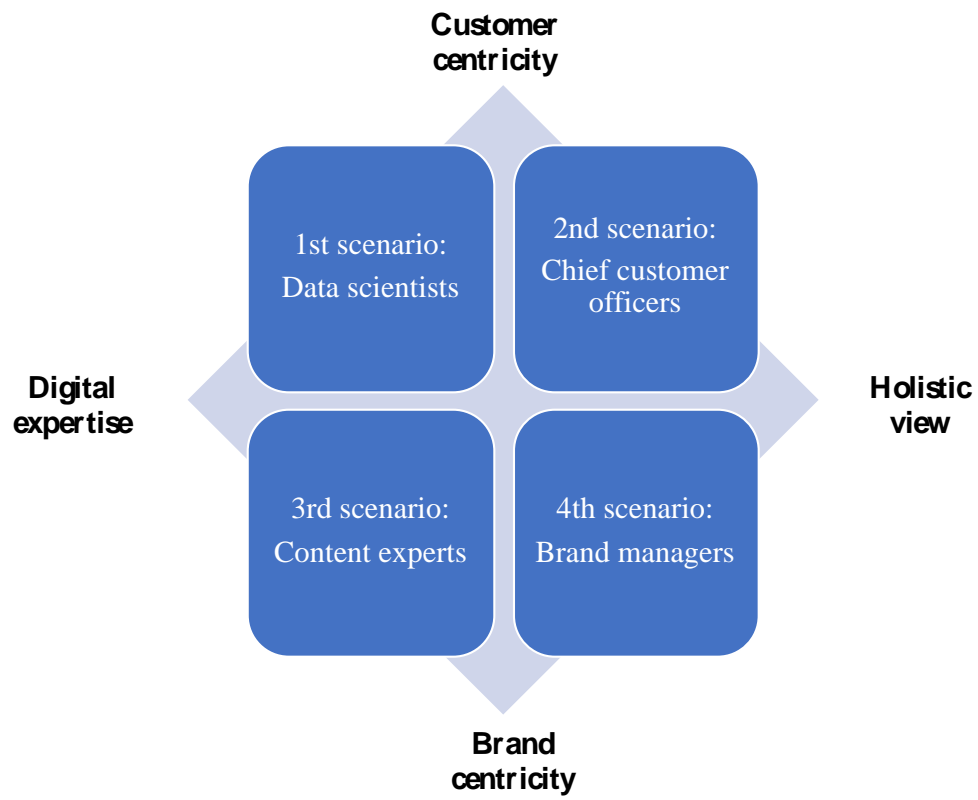 Customer
centricity
1st scenario:
Data scientists
2nd scenario:
Chief customer
officers
Digital
expertise
Holistic
view
3rd scenario:
Content experts
4th scenario:
Brand managers
Brand
centricity